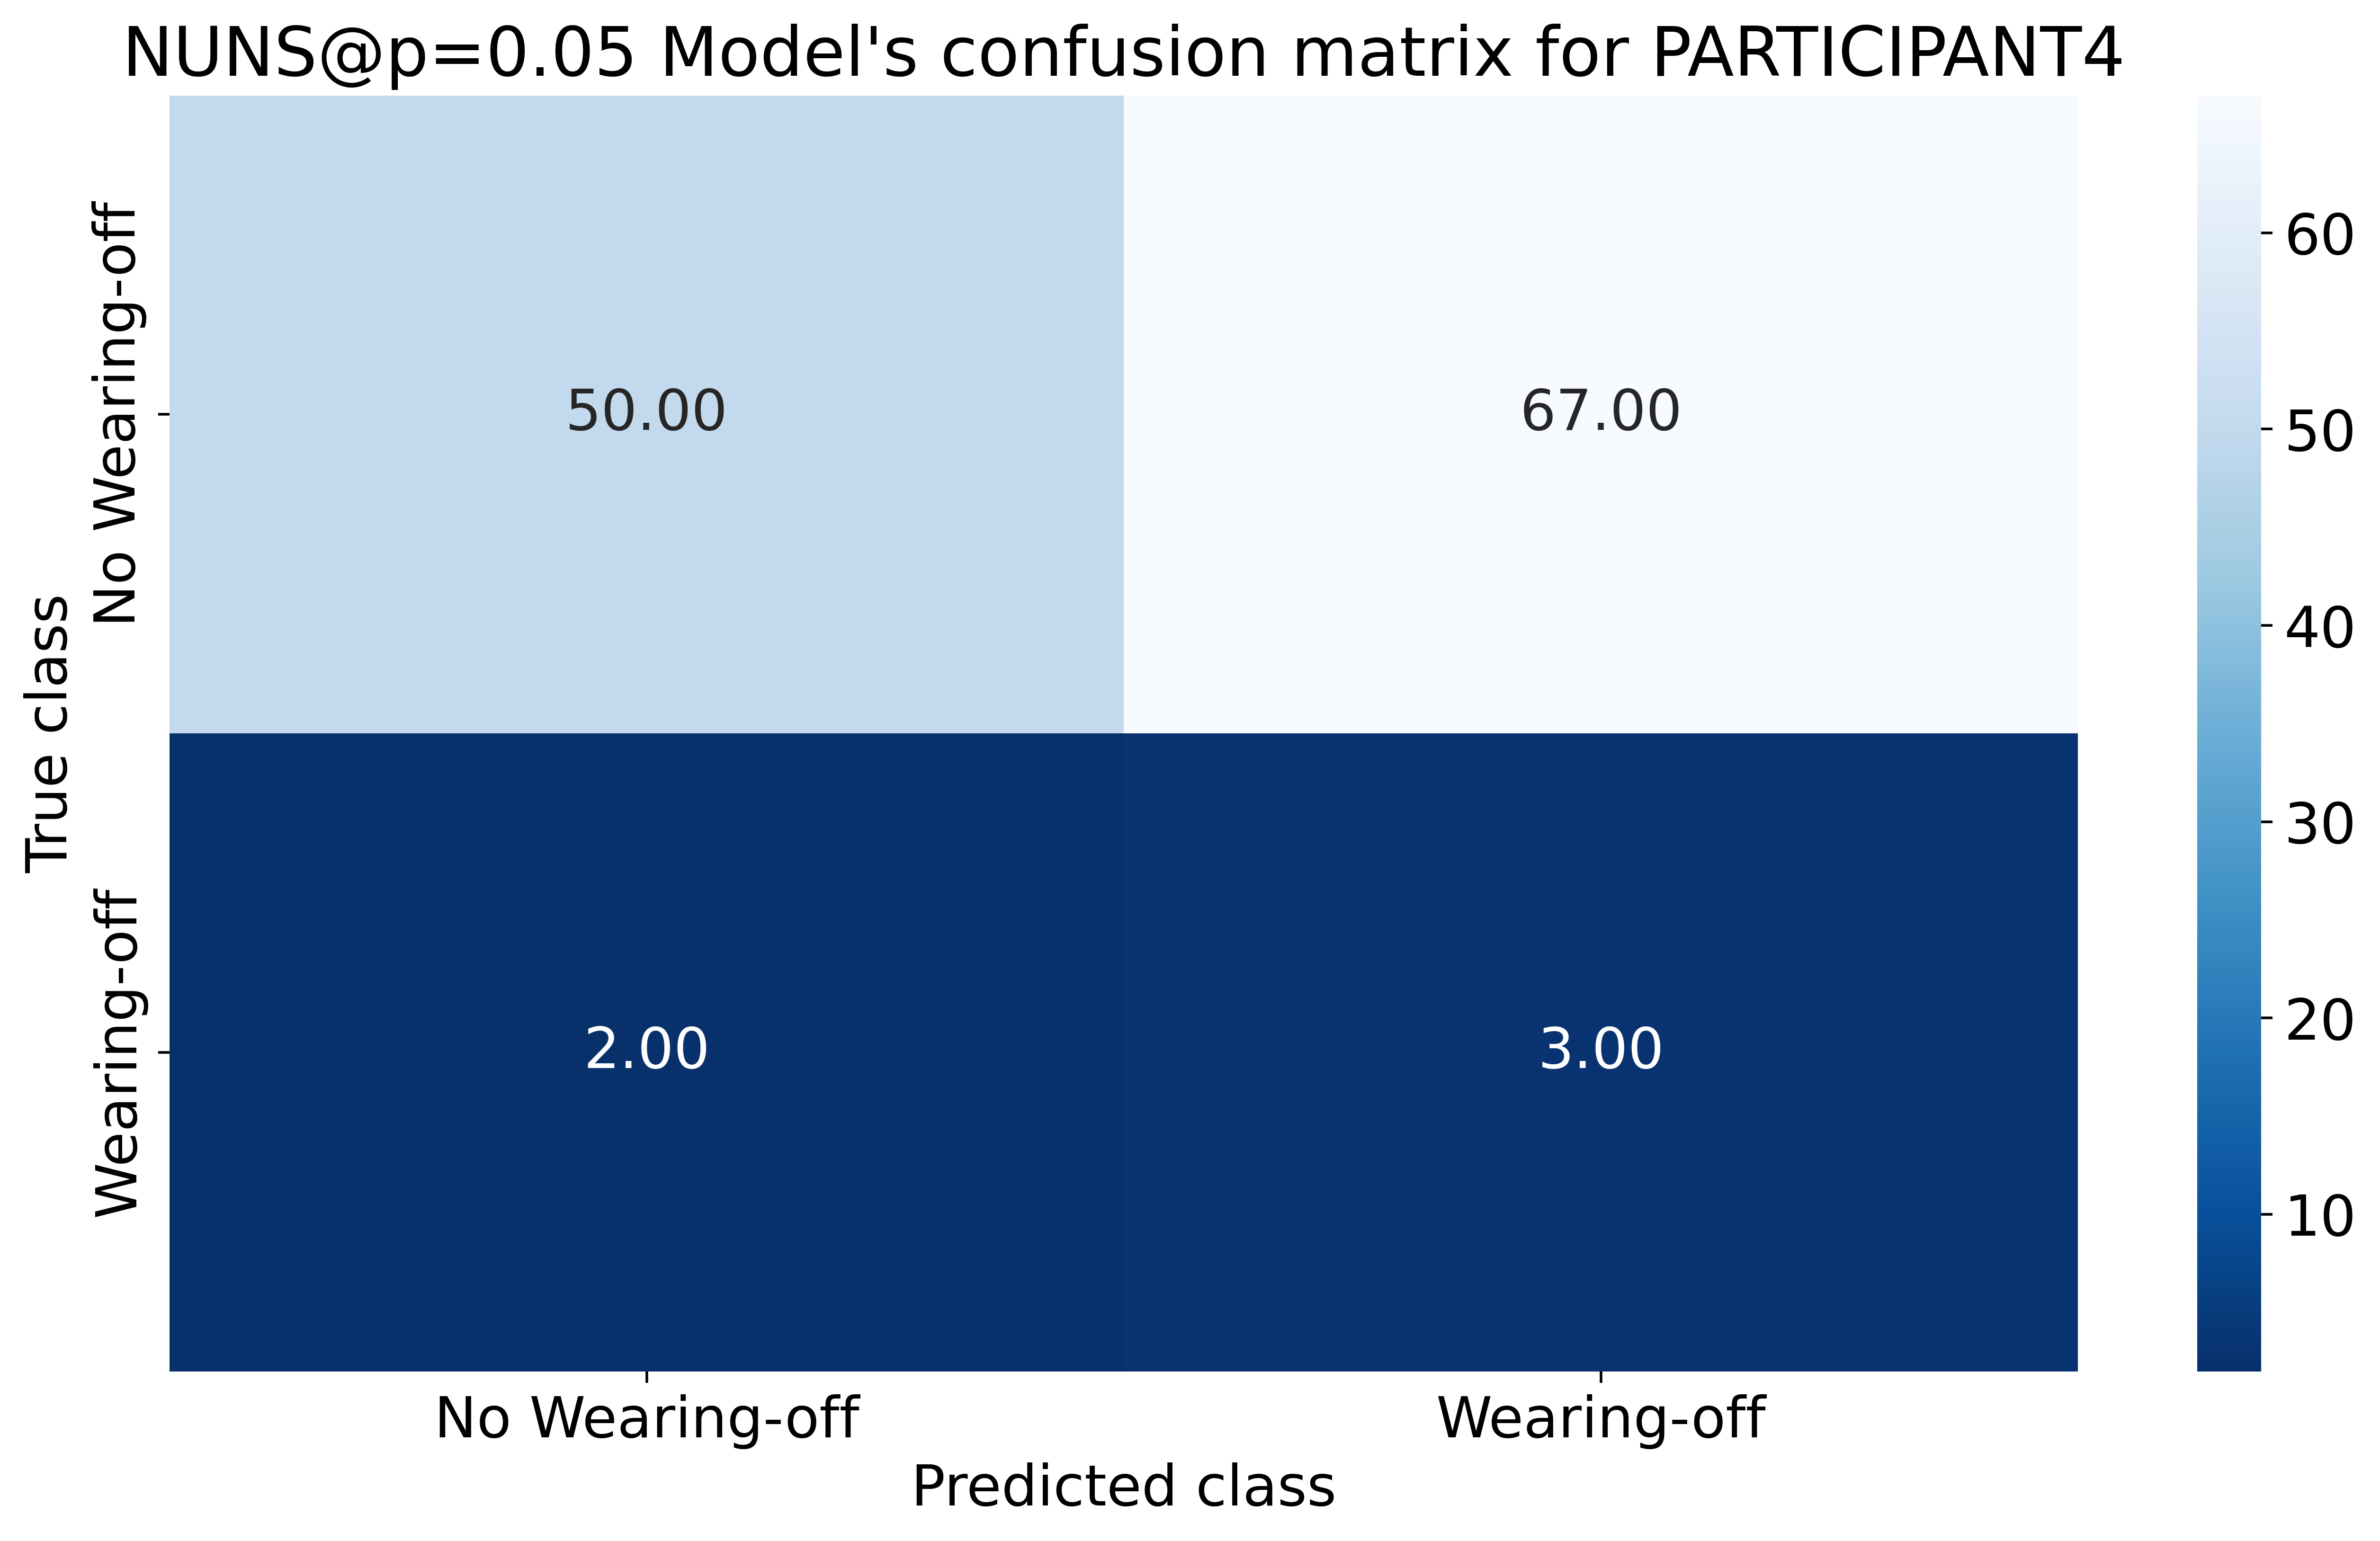 NUNS@p=0.05 Model's confusion matrix for PARTICIPANT4
True class
No Wearing-off
Wearing-off
50.00
67.00
2.00
3.00
No Wearing-off
Wearing-off
Predicted class
60
50
40
30
20
10